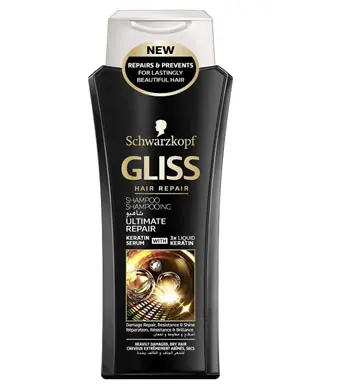 NEW
REPAIRS & PREVENTS
FOR LASTINGLY
BEAUTIFUL HAIR
Schwarzkopf
GLISS
HAIR REPAIR
SHAMPOO
SHAMPOOING
شامبو
ULTIMATE
REPAIR
KERATIN SERUM WITH 3x LIQUID KERATIN
Damage Repair, Resistance & Shine
Réparation, Résistance & Brillance
HEAVILY DAMAGED, DRY HAIR
CHEVEUX EXTRÊMEMENT ABÎMÉS, SECS